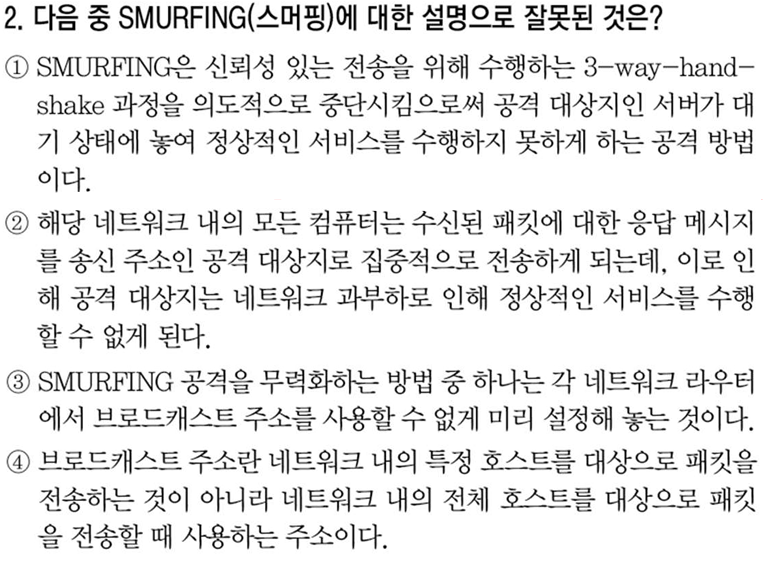 2. 다음 중 SMURFING(스머핑)에 대한 설명으로 잘못된 것은?
① SMURFING은 신뢰성 있는 전송을 위해 수행하는 3-way-hand-
shake 과정을 의도적으로 중단시킴으로써 공격 대상지인 서버가 대
기 상태에 놓여 정상적인 서비스를 수행하지 못하게 하는 공격 방법
이다.
② 해당 네트워크 내의 모든 컴퓨터는 수신된 패킷에 대한 응답 메시지
를 송신 주소인 공격 대상지로 집중적으로 전송하게 되는데, 이로 인
해 공격 대상지는 네트워크 과부하로 인해 정상적인 서비스를 수행
할 수 없게 된다.
③ SMURFING 공격을 무력화하는 방법 중 하나는 각 네트워크 라우터
에서 브로드캐스트 주소를 사용할 수 없게 미리 설정해 놓는 것이다.
④ 브로드캐스트 주소란 네트워크 내의 특정 호스트를 대상으로 패킷을
전송하는 것이 아니라 네트워크 내의 전체 호스트를 대상으로 패킷
을 전송할 때 사용하는 주소이다.